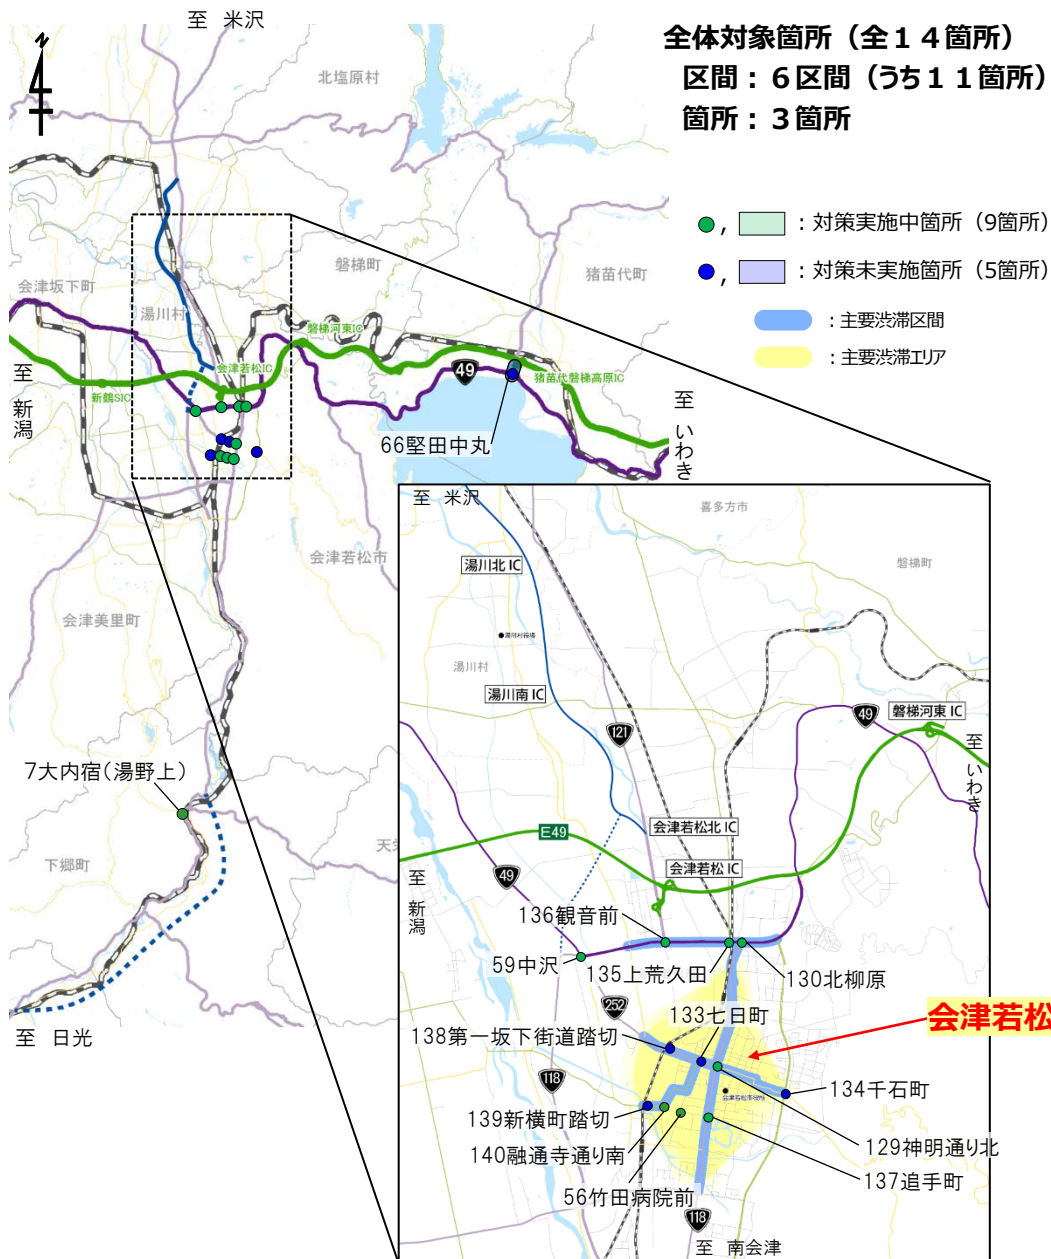 至 米沢
全体対象箇所（全１４箇所）
区間：６区間（うち１１箇所）
箇所：３箇所
北塩原村
●，　：対策実施中箇所（9箇所）
●，　：対策未実施箇所（5箇所）
：主要渋滞区間
：主要渋滞エリア
磐梯町
猪苗代町
会津坂下町
湯川村
磐梯河東IC
会津若松IC
新鶴SIC
49
猪苗代磐梯高原IC
至 新潟
至 いわき
66堅田中丸
会津若松市
会津美里町
7大内宿（湯野上）
下郷町
至 日光
至 米沢
喜多方市
磐梯町
湯川北 IC
●湯川村役場
湯川村
湯川南 IC
121
49
磐梯河東 IC
至 いわき
E49
会津若松北 IC
会津若松 IC
49
至 新潟
136観音前
59中沢
135上荒久田
130北柳原
252
133七日町
会津若松
138第一坂下街道踏切
118
134千石町
会津若松市役所
139新横町踏切
140融通寺通り南
129神明通り北
137追手町
56竹田病院前
118
至 南会津